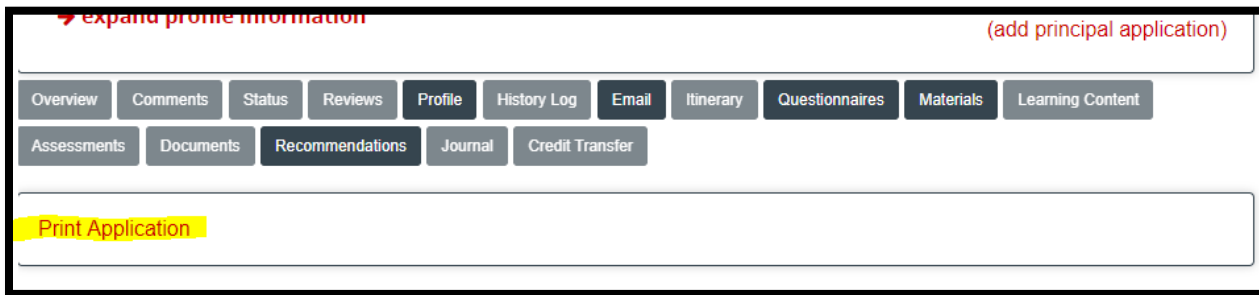 → expand profile information
(add principal application)
Overview Comments Status Reviews Profile History Log Email Itinerary Questionnaires Materials Learning Content
Assessments Documents Recommendations Journal Credit Transfer
Print Application